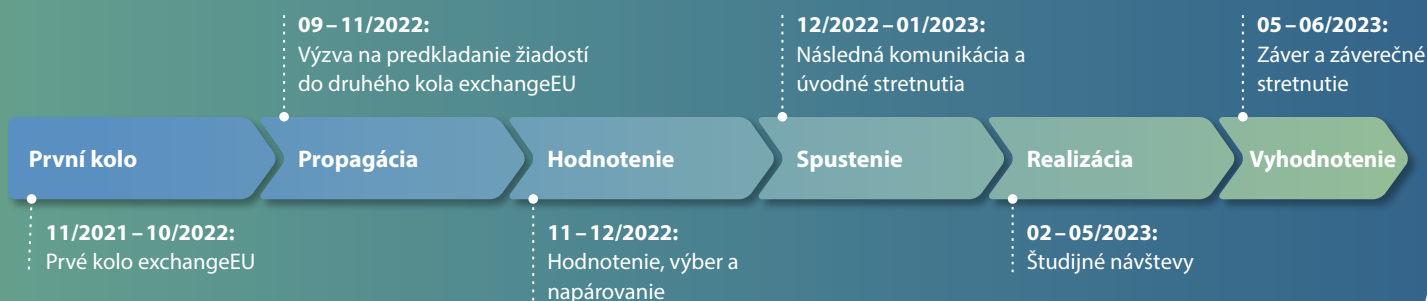 09 – 11/2022:
Výzva na predkladanie žiadostí
do druhého kola exchangeEU
12/2022 – 01/2023:
Následná komunikácia a
úvodné stretnutia
05 – 06/2023:
Záver a záverečné
stretnutie
První kolo
Propagácia
Hodnotenie
Spustenie
Realizácia
Vyhodnotenie
11/2021 – 10/2022:
Prvé kolo exchangeEU
11 – 12/2022:
Hodnotenie, výber a
napárovanie
02 – 05/2023:
Študijné návštevy